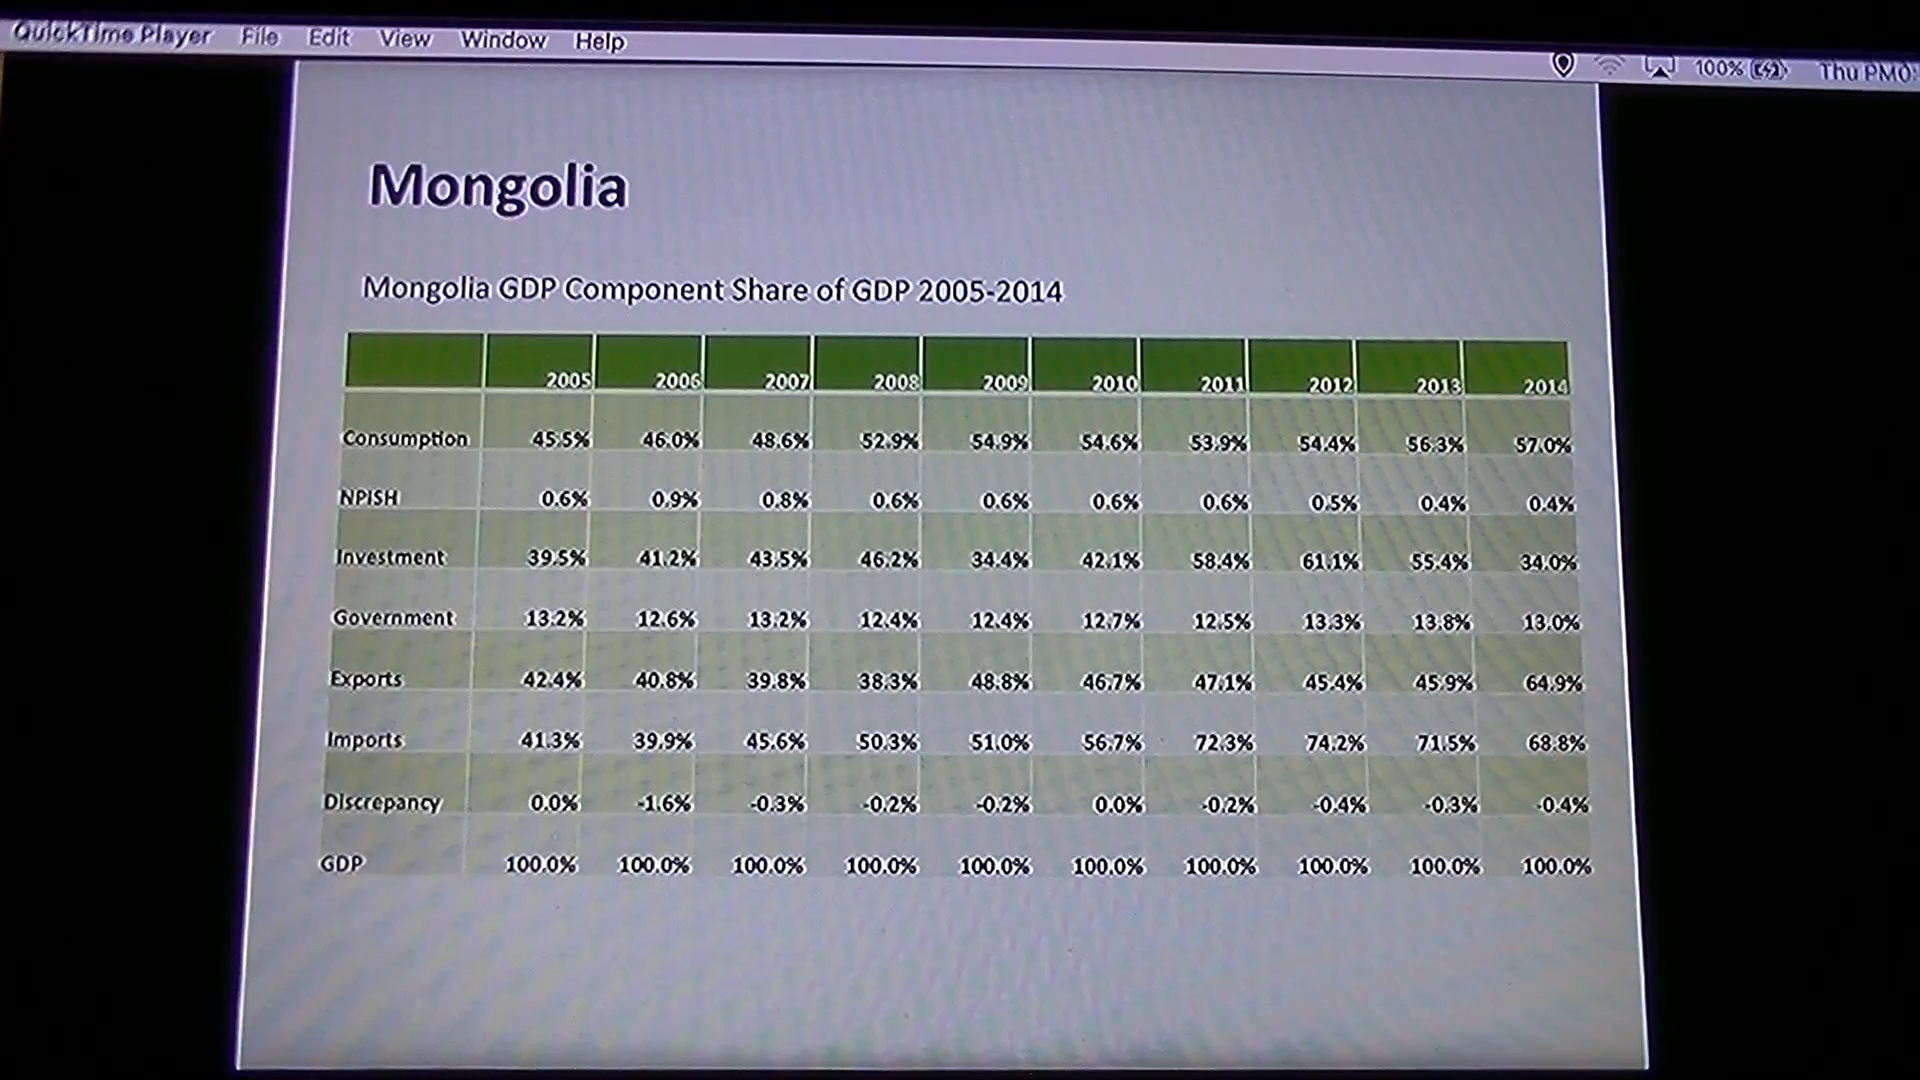 QuickTime Player File Edit View Window Help
100% Thu PM
Mongolia
Mongolia GDP Component Share of GDP 2005-2014
2005 2006 2007 2008 2009 2010 2011 2012 2013 2014
Consumption 45.5% 46.0% 48.6% 52.9% 54.9% 54.6% 53.9% 54.4% 56.3% 57.0%
NPISH 0.6% 0.9% 0.8% 0.6% 0.6% 0.6% 0.6% 0.5% 0.4% 0.4%
Investment 39.5% 41.2% 43.5% 46.2% 34.4% 42.1% 58.4% 61.1% 55.4% 34.0%
Government 13.2% 12.6% 13.2% 12.4% 12.4% 12.7% 12.5% 13.3% 13.8% 13.0%
Exports 42.4% 40.8% 39.8% 38.3% 48.8% 46.7% 47.1% 45.4% 45.9% 64.9%
Imports 41.3% 39.9% 45.6% 50.3% 51.0% 56.7% 72.3% 74.2% 71.5% 68.8%
Discrepancy 0.0% -1.6% -0.3% -0.2% -0.2% 0.0% -0.2% -0.4% -0.3% -0.4%
GDP 100.0% 100.0% 100.0% 100.0% 100.0% 100.0% 100.0% 100.0% 100.0% 100.0%